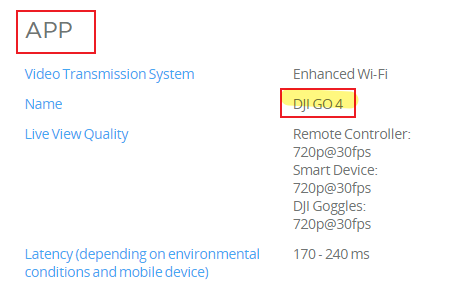 APP
Video Transmission System Enhanced Wi-Fi
Name DJI GO 4
Live View Quality Remote Controller:
720p@30fps
Smart Device:
720p@30fps
DJI Goggles:
720p@30fps
Latency (depending on environmental 170 - 240 ms
conditions and mobile device)